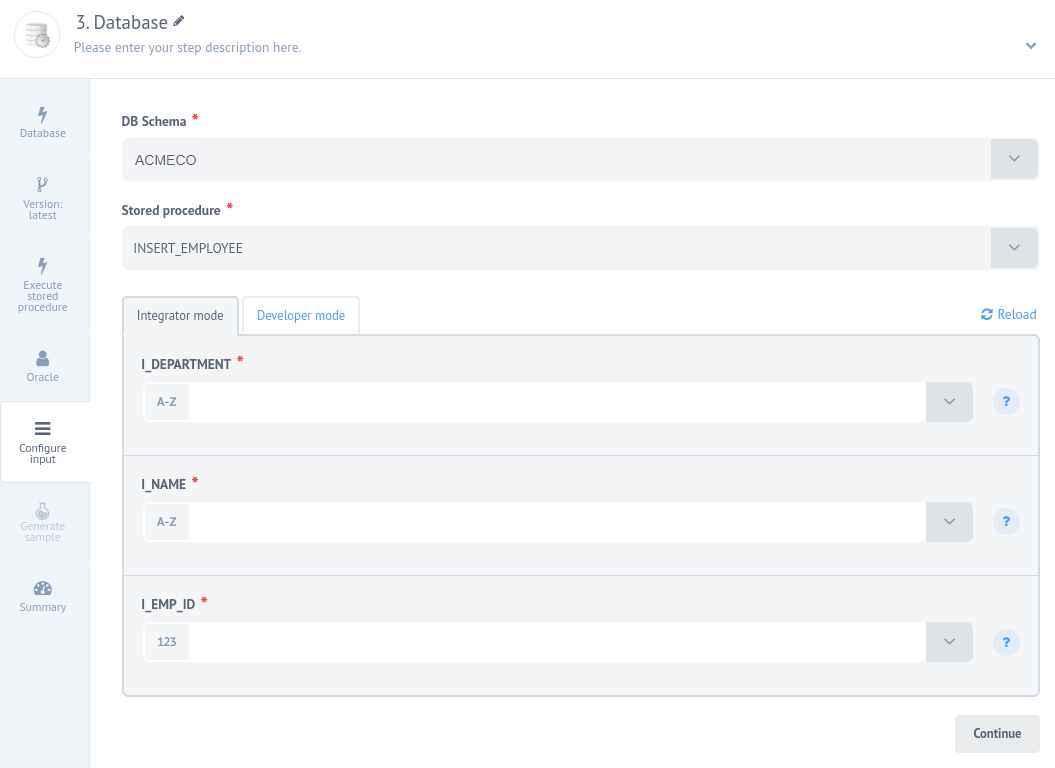 3. Database
Please enter your step description here.
Database
Version:
latest
Execute
stored
procedure
Oracle
Configure
input
Generate
sample
Summary
DB Schema *
ACMECO
Stored procedure *
INSERT_EMPLOYEE
Integrator mode
Developer mode
Reload
I_DEPARTMENT *
A-Z
?
I_NAME *
A-Z
?
I_EMP_ID *
123
?
Continue